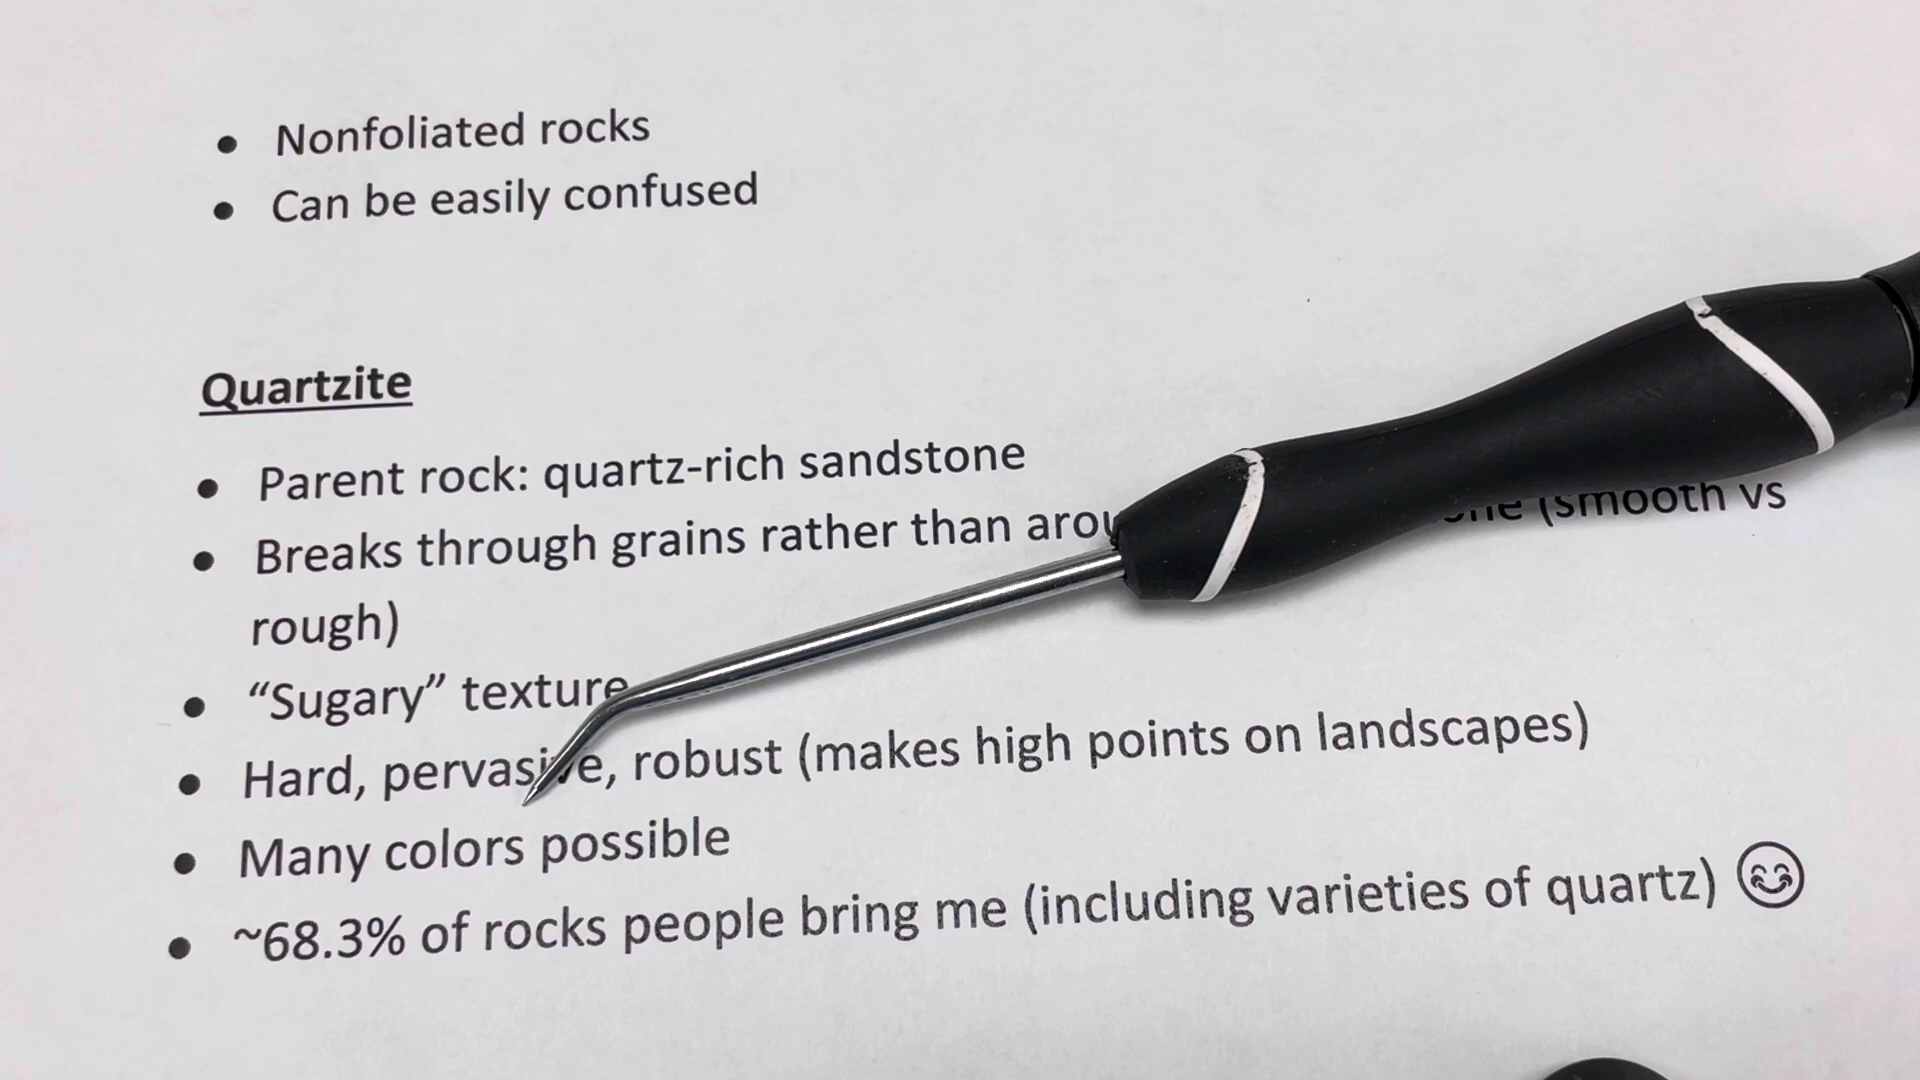 • Nonfoliated rocks
• Can be easily confused
Quartzite
• Parent rock: quartz-rich sandstone
• Breaks through grains rather than (smooth vs
rough)
• “Sugary” texture
• Hard, pervasive, robust (makes high points on landscapes)
• Many colors possible
• ~68.3% of rocks people bring me (including varieties of quartz) 😊